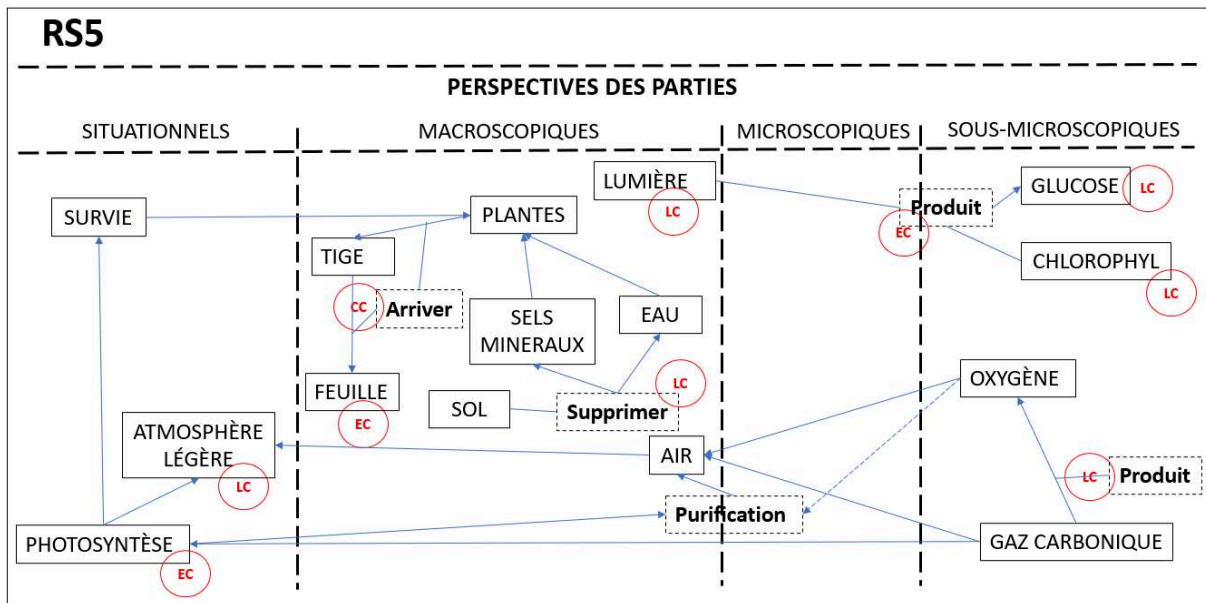 RS5
PERSPECTIVES DES PARTIES
SITUATIONNELS
MACROSCOPIQUES
MICROSCOPIQUES
SOUS-MICROSCOPIQUES
LUMIÈRE
LC
GLUCOSE
LC
SURVIE
PLANTES
Produit
EC
TIGE
CHLOROPHYL
LC
CC
Arriver
SELS
MINERAUX
EAU
FEUILLE
EC
SOL
Supprimer
LC
OXYGÈNE
ATMOSPHÈRE
LÉGÈRE
LC
AIR
LC
Produit
Purification
PHOTOSYNTÈSE
EC
GAZ CARBONIQUE